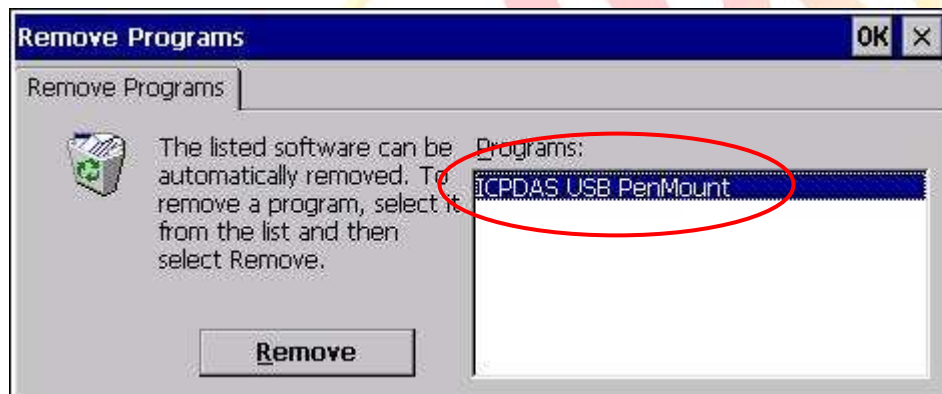 Remove Programs
OK
Remove Programs
The listed software can be
automatically removed. To
remove a program, select it
from the list and then
select Remove.
Remove
Programs:
ICPDAS USB PenMount